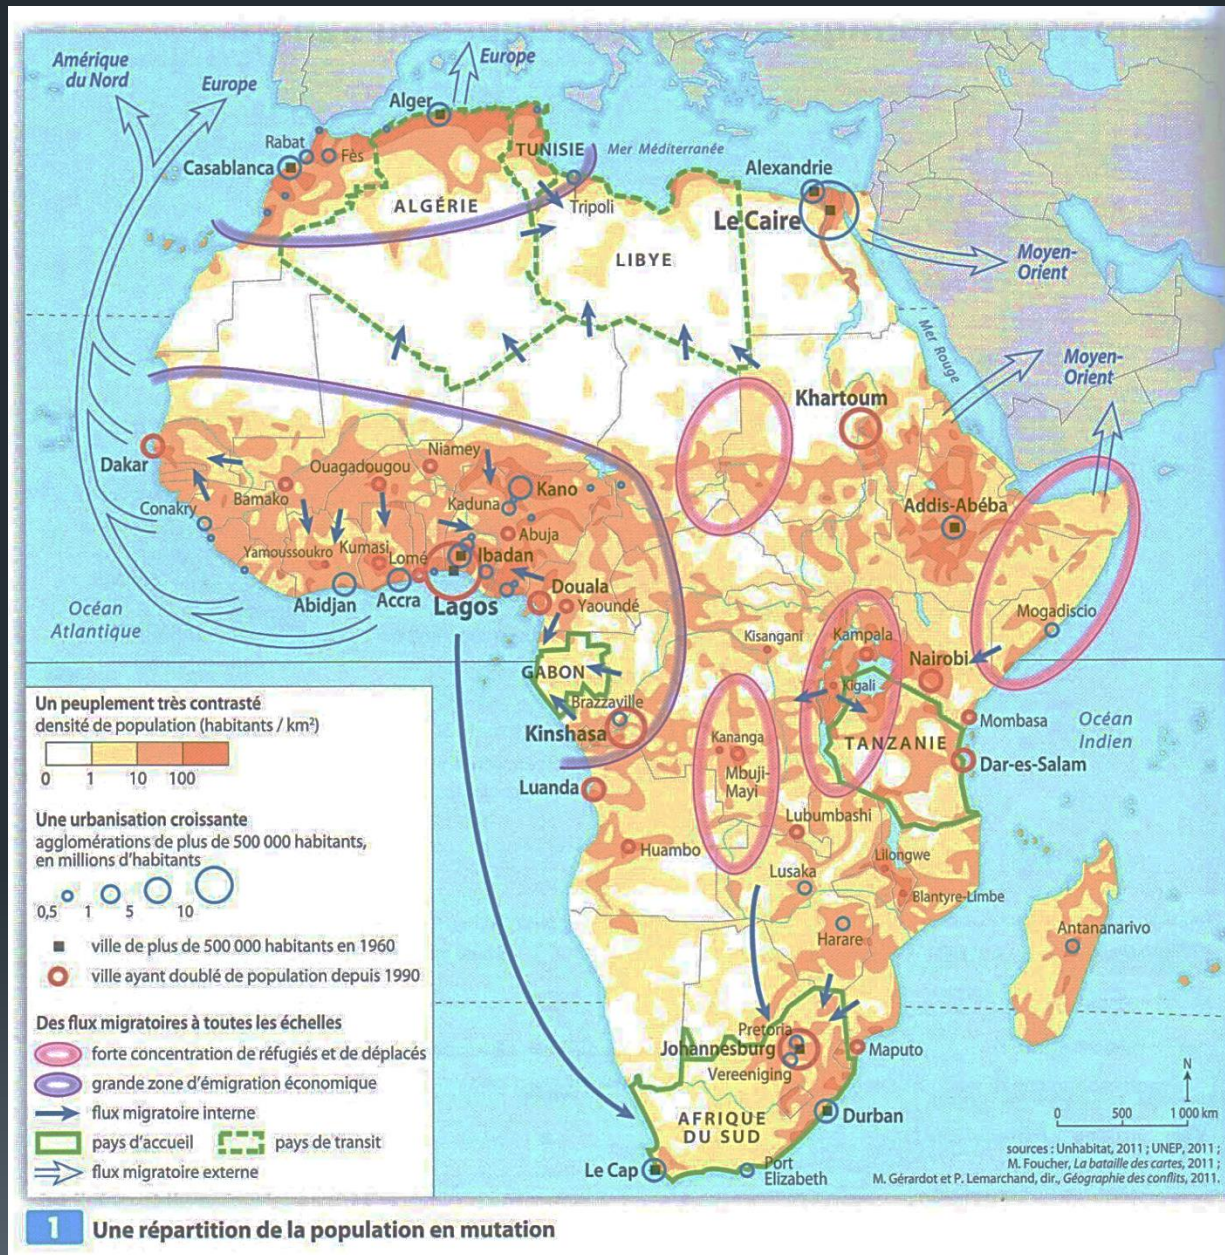 Amérique
du Nord
Europe
Europe
Alger
Rabat
Fès
Casablanca
TUNISIE
Mer Méditerranée
Alexandrie
ALGÉRIE
Tripoli
Le Caire
LIBYE
Moyen-
Orient
Mer Rouge
Moyen-
Orient
Khartoum
Dakar
Niamey
Ouagadougou
Bamako
Kano
Conakry
Kaduna
Addis-Abéba
Abuja
Yamoussoukro
Kumasi
Lomé
Ibadan
Abidjan
Accra
Lagos
Douala
Yaoundé
Océan
Atlantique
Mogadiscio
Kisangani
Kampala
Nairobi
GABON
Kigali
Brazzaville
Kinshasa
Mombasa
Océan
Indien
Kananga
TANZANIE
Mbuji-
Mayi
Dar-es-Salam
Luanda
Lubumbashi
Huambo
Lilongwe
Lusaka
Blantyre-Limbe
Harare
Antananarivo
Pretoria
Johannesburg
Maputo
Vereeniging
AFRIQUE
DU SUD
Durban
Le Cap
Port
Elizabeth
Un peuplement très contrasté
densité de population (habitants / km²)
0 1 10 100
Une urbanisation croissante
agglomérations de plus de 500 000 habitants,
en millions d'habitants
0,5 1 5 10
ville de plus de 500 000 habitants en 1960
ville ayant doublé de population depuis 1990
Des flux migratoires à toutes les échelles
forte concentration de réfugiés et de déplacés
grande zone d'émigration économique
flux migratoire interne
pays d'accueil pays de transit
flux migratoire externe
N
0 500 1 000 km
sources : Unhabitat, 2011 ; UNEP, 2011 ;
M. Foucher, La bataille des cartes, 2011 ;
M. Gérardot et P. Lemarchand, dir., Géographie des conflits, 2011.
1 Une répartition de la population en mutation